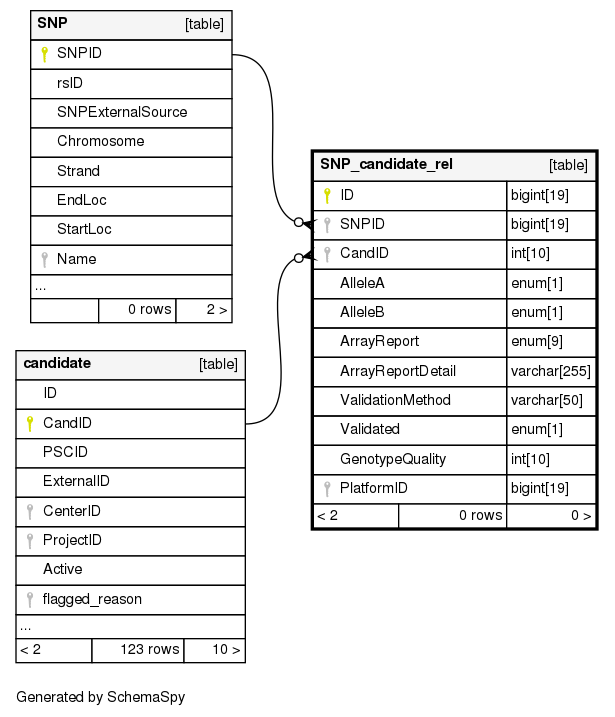 SNP [table]
SNPID
rsID
SNPExternalSource
Chromosome
Strand
EndLoc
StartLoc
Name
...
0 rows 2 >
candidate [table]
ID
CandID
PSCID
ExternalID
CenterID
ProjectID
Active
flagged_reason
...
< 2 123 rows 10 >
SNP_candidate_rel [table]
ID bigint[19]
SNPID bigint[19]
CandID int[10]
AlleleA enum[1]
AlleleB enum[1]
ArrayReport enum[9]
ArrayReportDetail varchar[255]
ValidationMethod varchar[50]
Validated enum[1]
GenotypeQuality int[10]
PlatformID bigint[19]
< 2 0 rows 0 >
Generated by SchemaSpy